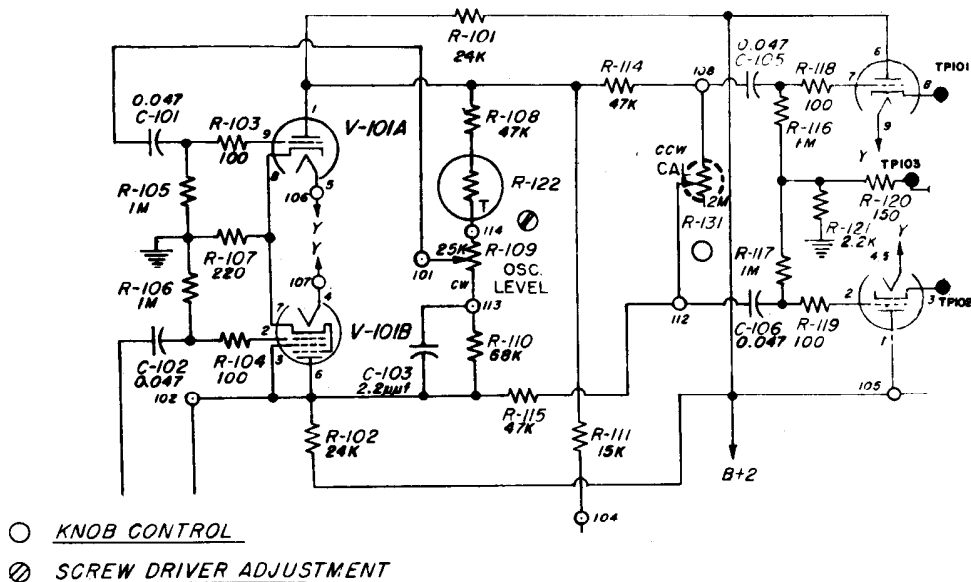 R-101
24K
0.047
C-101
R-103
100
9
1
8
V-101A
5
106
Y
Y
107
4
R-105
1M
R-107
220
R-106
1M
7
2
3
6
V-101B
C-102
0.047
R-104
100
102
R-102
24K
R-108
47K
R-122
T
114
25K
R-109
OSC.
LEVEL
101
CW
113
R-110
68K
C-103
2.2µµf
R-115
47K
R-111
15K
104
R-114
47K
108
CCW
CAL
2M
R-131
112
0.047
C-105
R-118
100
R-116
1M
6
7
8
9
Y
TP101
TP103
R-120
150
R-121
2.2K
Y
4 5
R-117
1M
C-106
0.047
R-119
100
2
3
1
105
B+2
KNOB CONTROL
SCREW DRIVER ADJUSTMENT